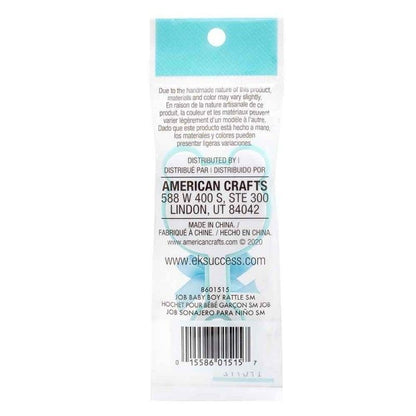 Due to the handmade nature of this product,
materials and color may vary slightly.
En raison de la nature artisanale de ce
produit, la couleur et les matériaux peuvent
varier légèrement d'un modèle à l'autre.
Dado que este producto está hecho a mano,
los materiales y colores pueden
presentar ligeras variaciones.
DISTRIBUTED BY |
DISTRIBUÉ PAR | DISTRIBUIDO POR
AMERICAN CRAFTS
588 W 400 S, STE 300
LINDON, UT 84042
MADE IN CHINA. /
FABRIQUÉ À CHINE. / HECHO EN CHINA.
www.americancrafts.com © 2020
www.eksuccess.com
8601515
JOB BABY BOY RATTLE SM
HOCHET POUR BÉBÉ GARÇON SM JOB
JOB SONAJERO PARA NIÑO SM
0 15586 01515 7